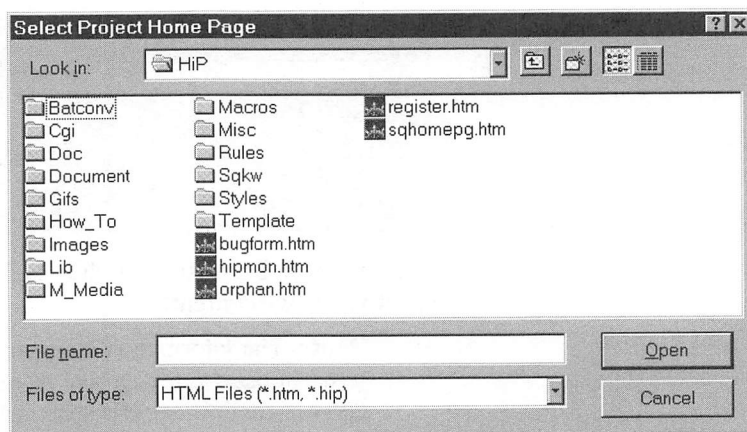 Select Project Home Page
Look in: HiP
Batconv
Cgi
Doc
Document
Gifs
How_To
Images
Lib
M_Media
Macros
Misc
Rules
Sqkw
Styles
Template
bugform.htm
hipmon.htm
orphan.htm
register.htm
sqhomepg.htm
File name: Open
Files of type: HTML Files (*.htm, *.hip) Cancel